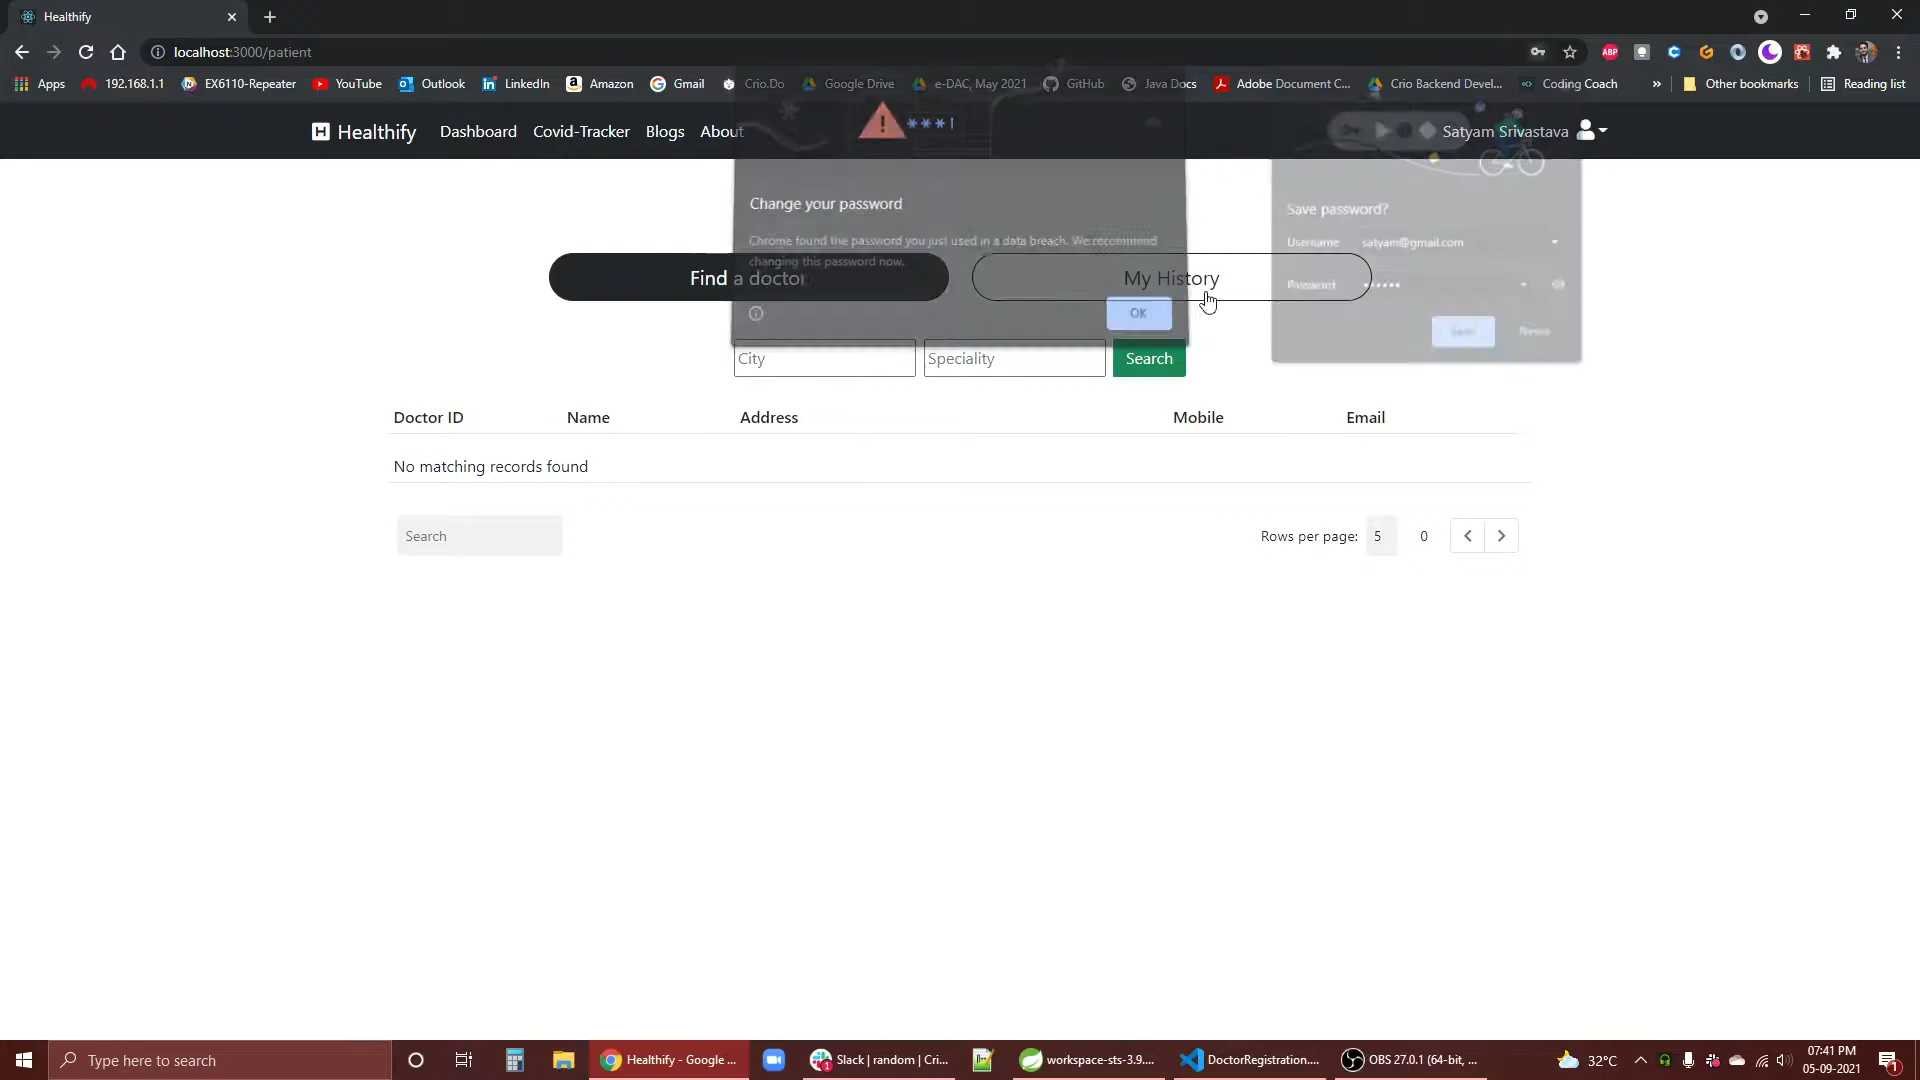 Healthify
localhost:3000/patient
Apps 192.168.1.1 EX6110-Repeater YouTube Outlook LinkedIn Amazon Gmail Crio.Do Google Drive e-DAC, May 2021 GitHub Java Docs Adobe Document C... Crio Backend Devel... Coding Coach » Other bookmarks Reading list
H Healthify Dashboard Covid-Tracker Blogs About Satyam Srivastava
***|
Change your password
Chrome found the password you just used in a data breach. We recommend
changing this password now.
OK
Save password?
Username satyam@gmail.com
Password ••••••
Save Never
Find a doctor My History
City Speciality Search
Doctor ID Name Address Mobile Email
No matching records found
Search Rows per page: 5 0
Type here to search Healthify - Google ... Slack | random | Cri... workspace-sts-3.9.... DoctorRegistration.... OBS 27.0.1 (64-bit, ... 32°C 07:41 PM
05-09-2021
ABP
1
1